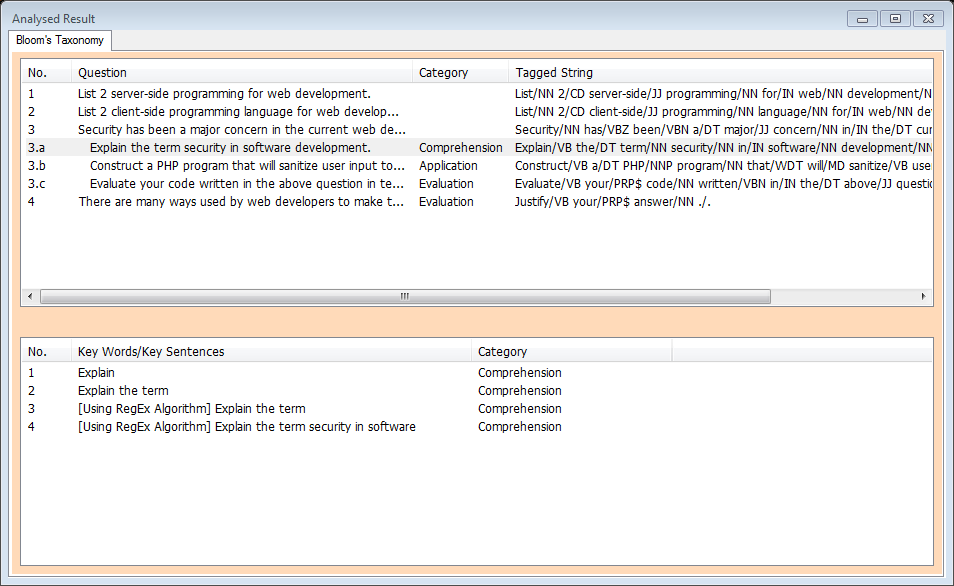 Analysed Result
Bloom's Taxonomy
No. Question Category Tagged String
1 List 2 server-side programming for web development. List/NN 2/CD server-side/JJ programming/NN for/IN web/NN development/N
2 List 2 client-side programming language for web develop... List/NN 2/CD client-side/JJ programming/NN language/NN for/IN web/NN de
3 Security has been a major concern in the current web de... Security/NN has/VBZ been/VBN a/DT major/JJ concern/NN in/IN the/DT cur
3.a Explain the term security in software development. Comprehension Explain/VB the/DT term/NN security/NN in/IN software/NN development/NN
3.b Construct a PHP program that will sanitize user input to... Application Construct/VB a/DT PHP/NNP program/NN that/WDT will/MD sanitize/VB use
3.c Evaluate your code written in the above question in te... Evaluation Evaluate/VB your/PRP$ code/NN written/VBN in/IN the/DT above/JJ questic
4 There are many ways used by web developers to make t... Evaluation Justify/VB your/PRP$ answer/NN ./.
No. Key Words/Key Sentences Category
1 Explain Comprehension
2 Explain the term Comprehension
3 [Using RegEx Algorithm] Explain the term Comprehension
4 [Using RegEx Algorithm] Explain the term security in software Comprehension